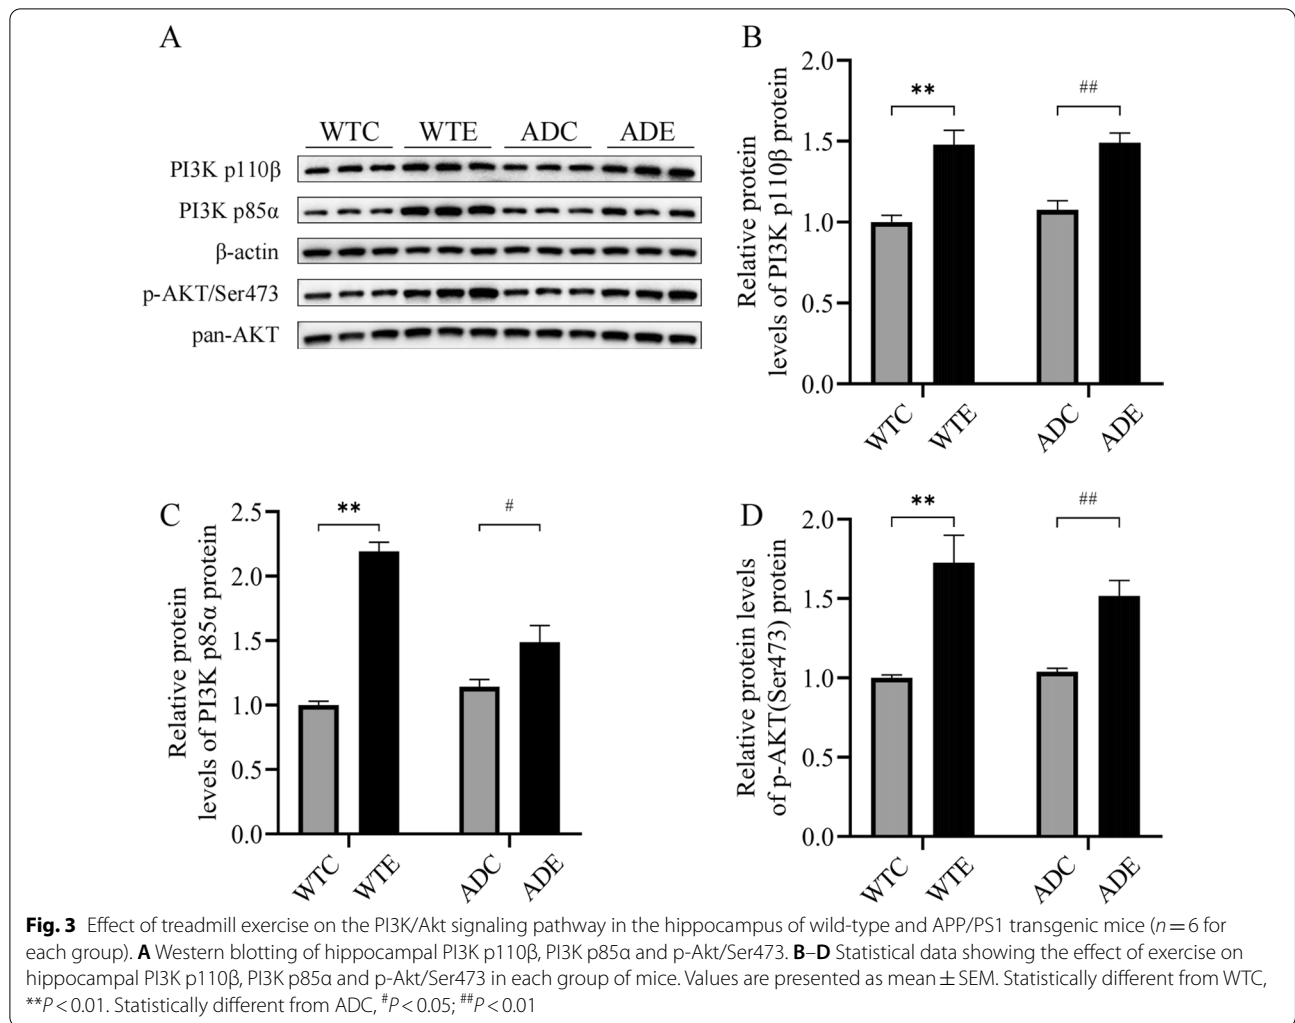 A
WTC WTE ADC ADE
PI3K p110β
PI3K p85α
β-actin
p-AKT/Ser473
pan-AKT
B
Relative protein
levels of PI3K p110β protein
2.0
1.5
1.0
0.5
0.0
** ##
WTC WTE ADC ADE
C
Relative protein
levels of PI3K p85α protein
2.5
2.0
1.5
1.0
0.5
0.0
** #
WTC WTE ADC ADE
D
Relative protein levels
of p-AKT(Ser473) protein
2.0
1.5
1.0
0.5
0.0
** ##
WTC WTE ADC ADE
Fig. 3 Effect of treadmill exercise on the PI3K/Akt signaling pathway in the hippocampus of wild-type and APP/PS1 transgenic mice (n = 6 for
each group). A Western blotting of hippocampal PI3K p110β, PI3K p85α and p-Akt/Ser473. B–D Statistical data showing the effect of exercise on
hippocampal PI3K p110β, PI3K p85α and p-Akt/Ser473 in each group of mice. Values are presented as mean ± SEM. Statistically different from WTC,
**P < 0.01. Statistically different from ADC, #P < 0.05; ##P < 0.01